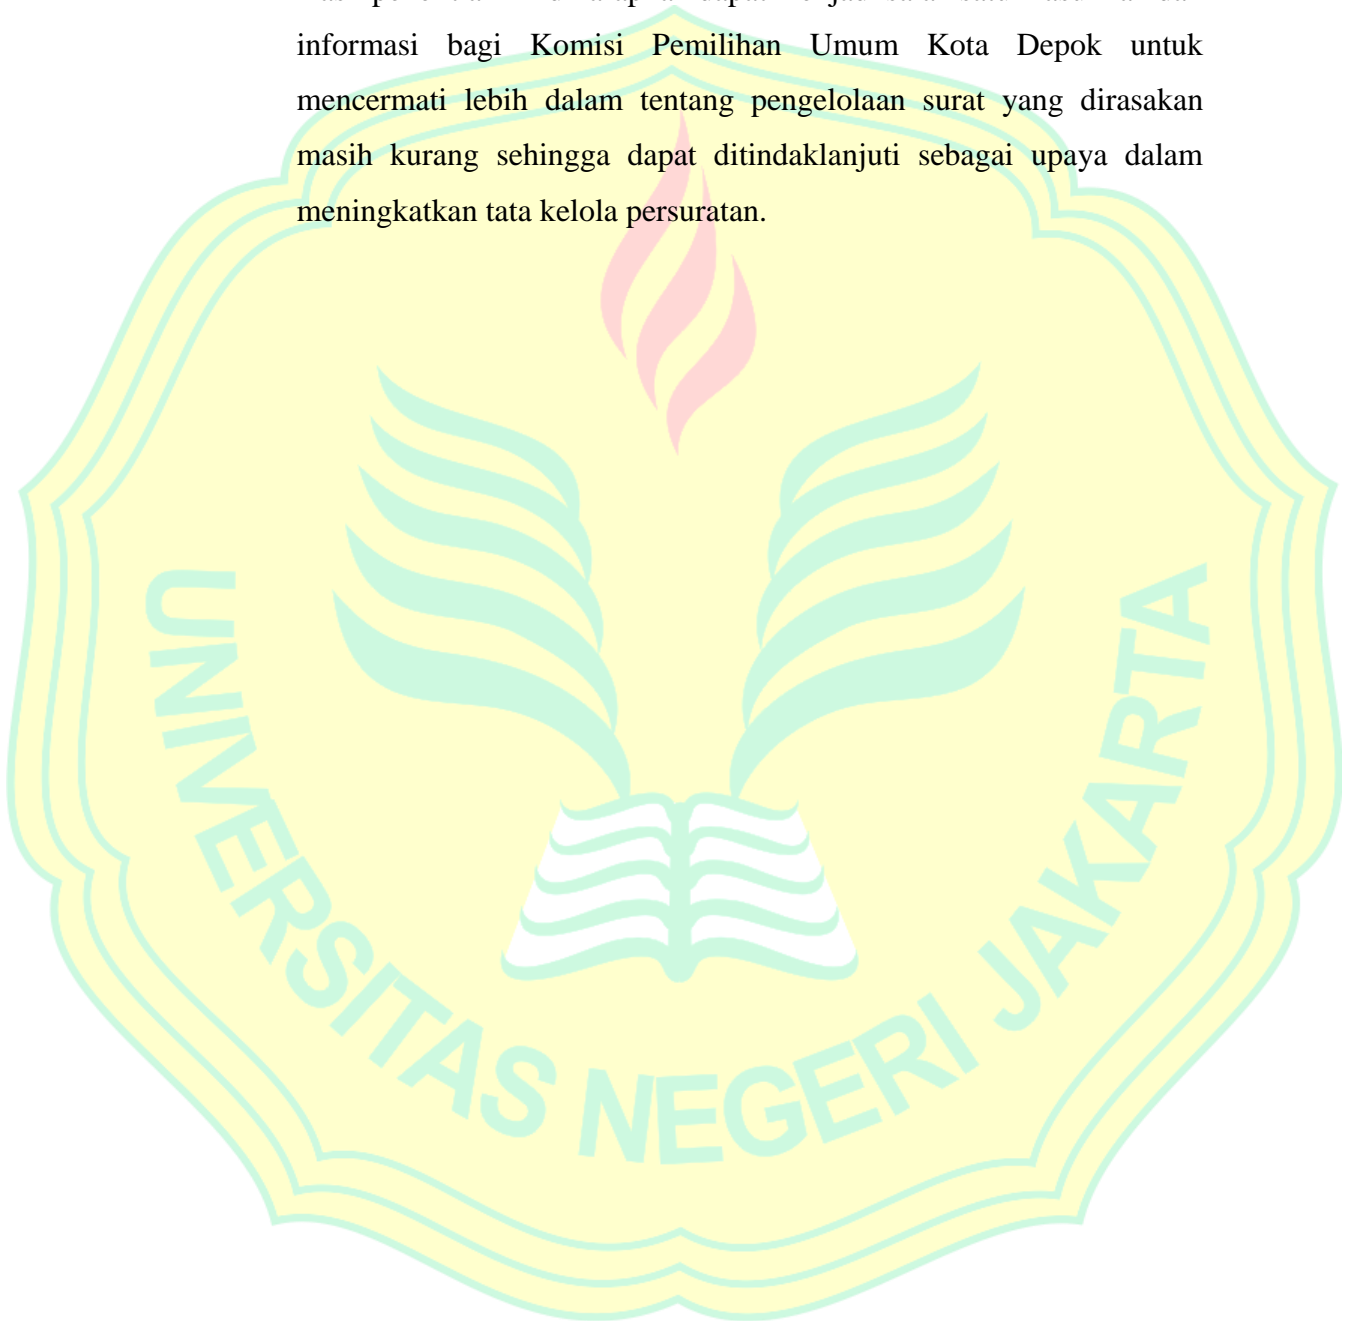 informasi bagi Komisi Pemilihan Umum Kota Depok untuk
mencermati lebih dalam tentang pengelolaan surat yang dirasakan
masih kurang sehingga dapat ditindaklanjuti sebagai upaya dalam
meningkatkan tata kelola persuratan.
UNIVERSITAS NEGERI JAKARTA